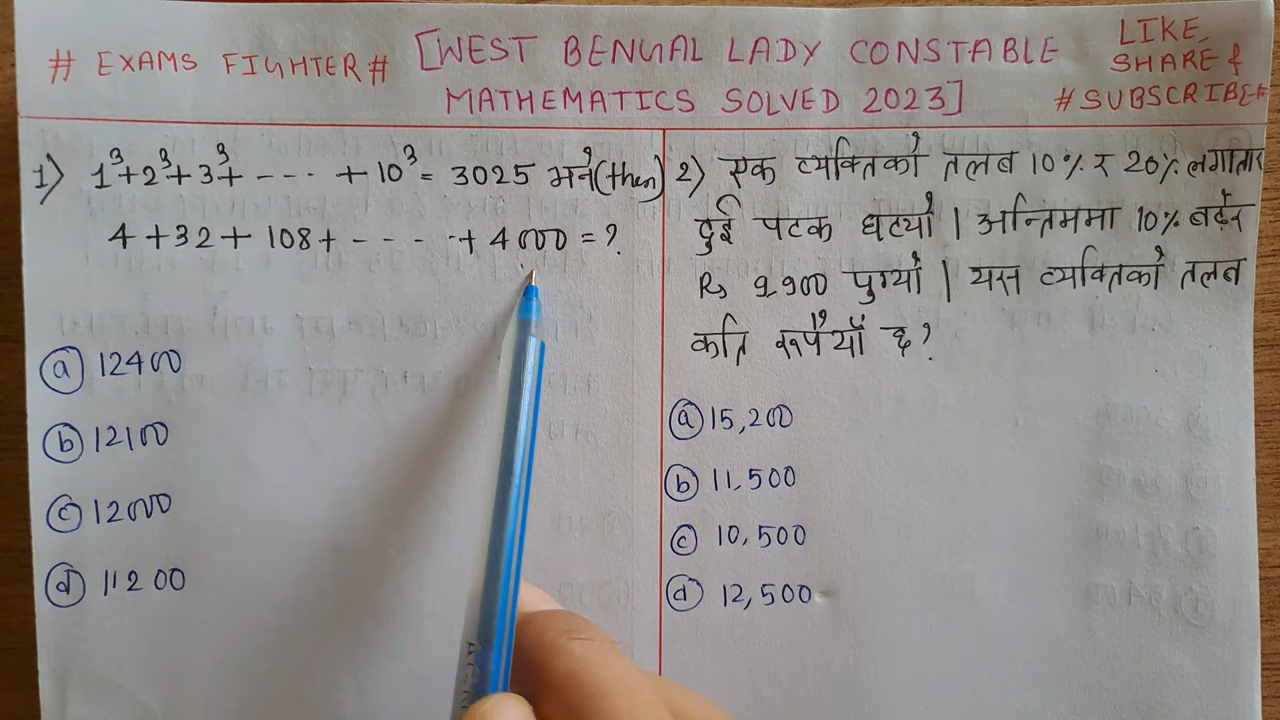 # EXAMS FIGHTER #
[WEST BENGAL LADY CONSTABLE
MATHEMATICS SOLVED 2023]
LIKE,
SHARE &
#SUBSCRIBE#
1) 1³+2³+3³+ ---- + 10³ = 3025 भने (then)
4 + 32 + 108 + - - - - + 4000 = ?
a 12400
b 12100
c 12000
d 11200
2) एक व्यक्तिको तलब 10% र 20% लगातार
दुई पटक घट्यो । अन्तिममा 10% बढेर
Rs 9900 पुग्यो । यस व्यक्तिको तलब
कति रूपैयाँ छ ?
a 15,200
b 11,500
c 10,500
d 12,500